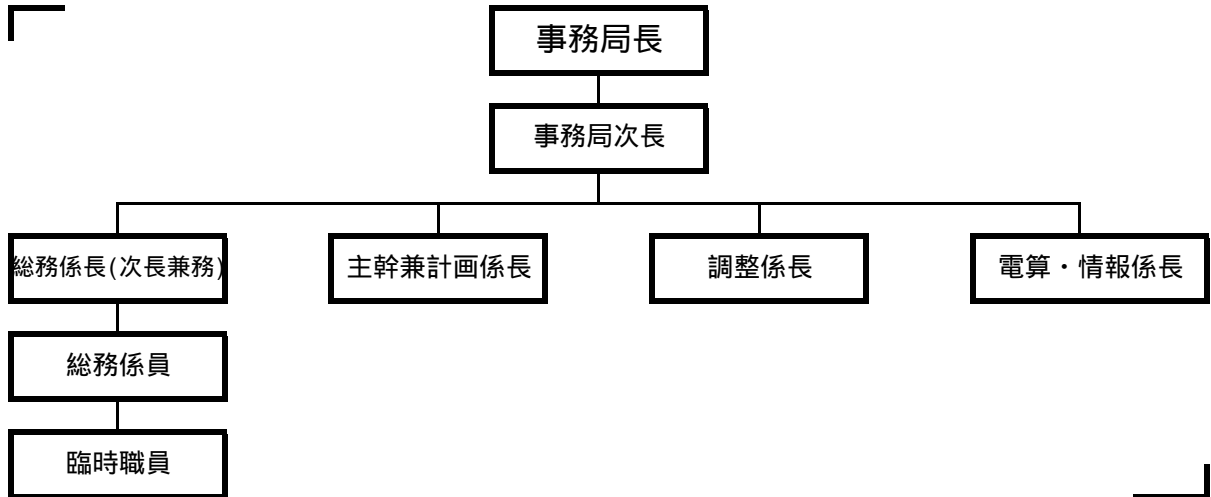 事務局長
事務局次長
総務係長(次長兼務)
主幹兼計画係長
調整係長
電算・情報係長
総務係員
臨時職員